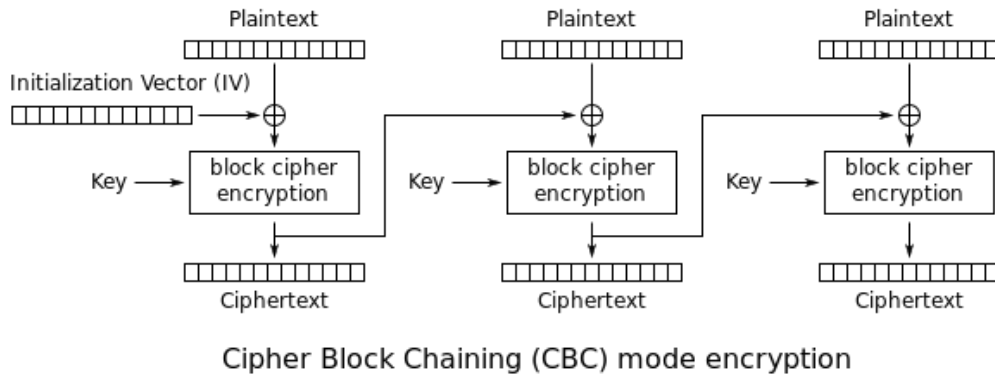 Plaintext
Plaintext
Plaintext
Initialization Vector (IV)
Key
block cipher
encryption
Key
block cipher
encryption
Key
block cipher
encryption
Ciphertext
Ciphertext
Ciphertext
Cipher Block Chaining (CBC) mode encryption